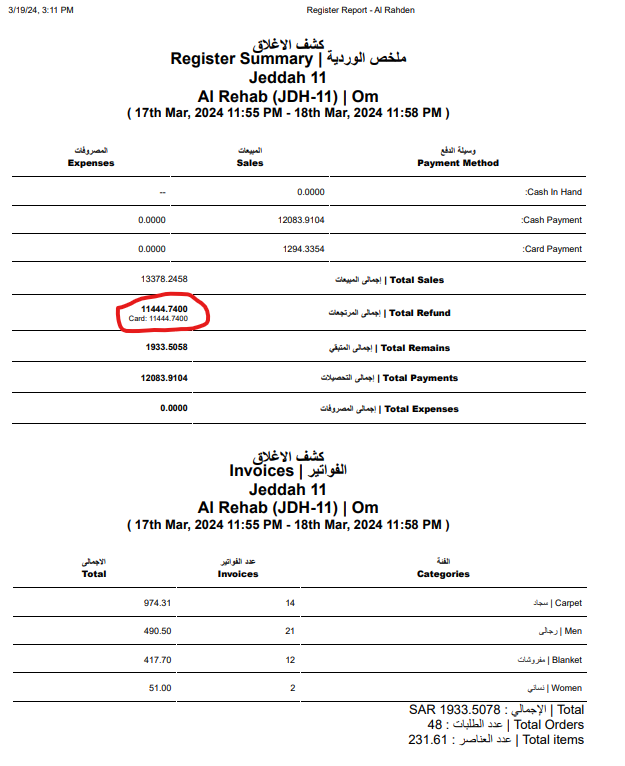 3/19/24, 3:11 PM Register Report - Al Rahden
كشف الاغلاق
Register Summary | ملخص الوردية
Jeddah 11
Al Rehab (JDH-11) | Om
( 17th Mar, 2024 11:55 PM - 18th Mar, 2024 11:58 PM )
المصروفات المبيعات وسيلة الدفع
Expenses Sales Payment Method
-- 0.0000 :Cash In Hand
0.0000 12083.9104 :Cash Payment
0.0000 1294.3354 :Card Payment
13378.2458 إجمالى المبيعات | Total Sales
11444.7400 إجمالى المرتجعات | Total Refund
Card: 11444.7400
1933.5058 إجمالى المتبقي | Total Remains
12083.9104 إجمالى التحصيلات | Total Payments
0.0000 إجمالى المصروفات | Total Expenses
كشف الاغلاق
Invoices | الفواتير
Jeddah 11
Al Rehab (JDH-11) | Om
( 17th Mar, 2024 11:55 PM - 18th Mar, 2024 11:58 PM )
الاجمالى عدد الفواتير الفئة
Total Invoices Categories
974.31 14 سجاد | Carpet
490.50 21 رجالى | Men
417.70 12 مفروشات | Blanket
51.00 2 نسائي | Women
SAR 1933.5078 : الإجمالي | Total
48 : عدد الطلبات | Total Orders
231.61 : عدد العناصر | Total items